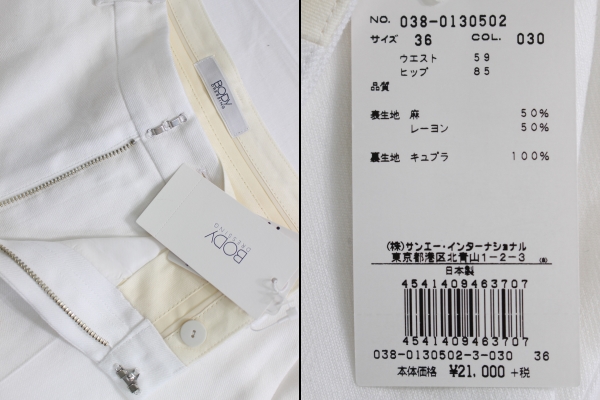 BODY
DRESSING
BODY
DRESSING
NO. 038-0130502
サイズ 36 COL. 030
ウエスト 59
ヒップ 85
品質
表生地 麻 50%
レーヨン 50%
裏生地 キュプラ 100%
(株)サンエー・インターナショナル
東京都港区北青山1-2-3
日本製
4541409463707
4541409463707
038-0130502-3-030 36
本体価格 ¥21,000+税